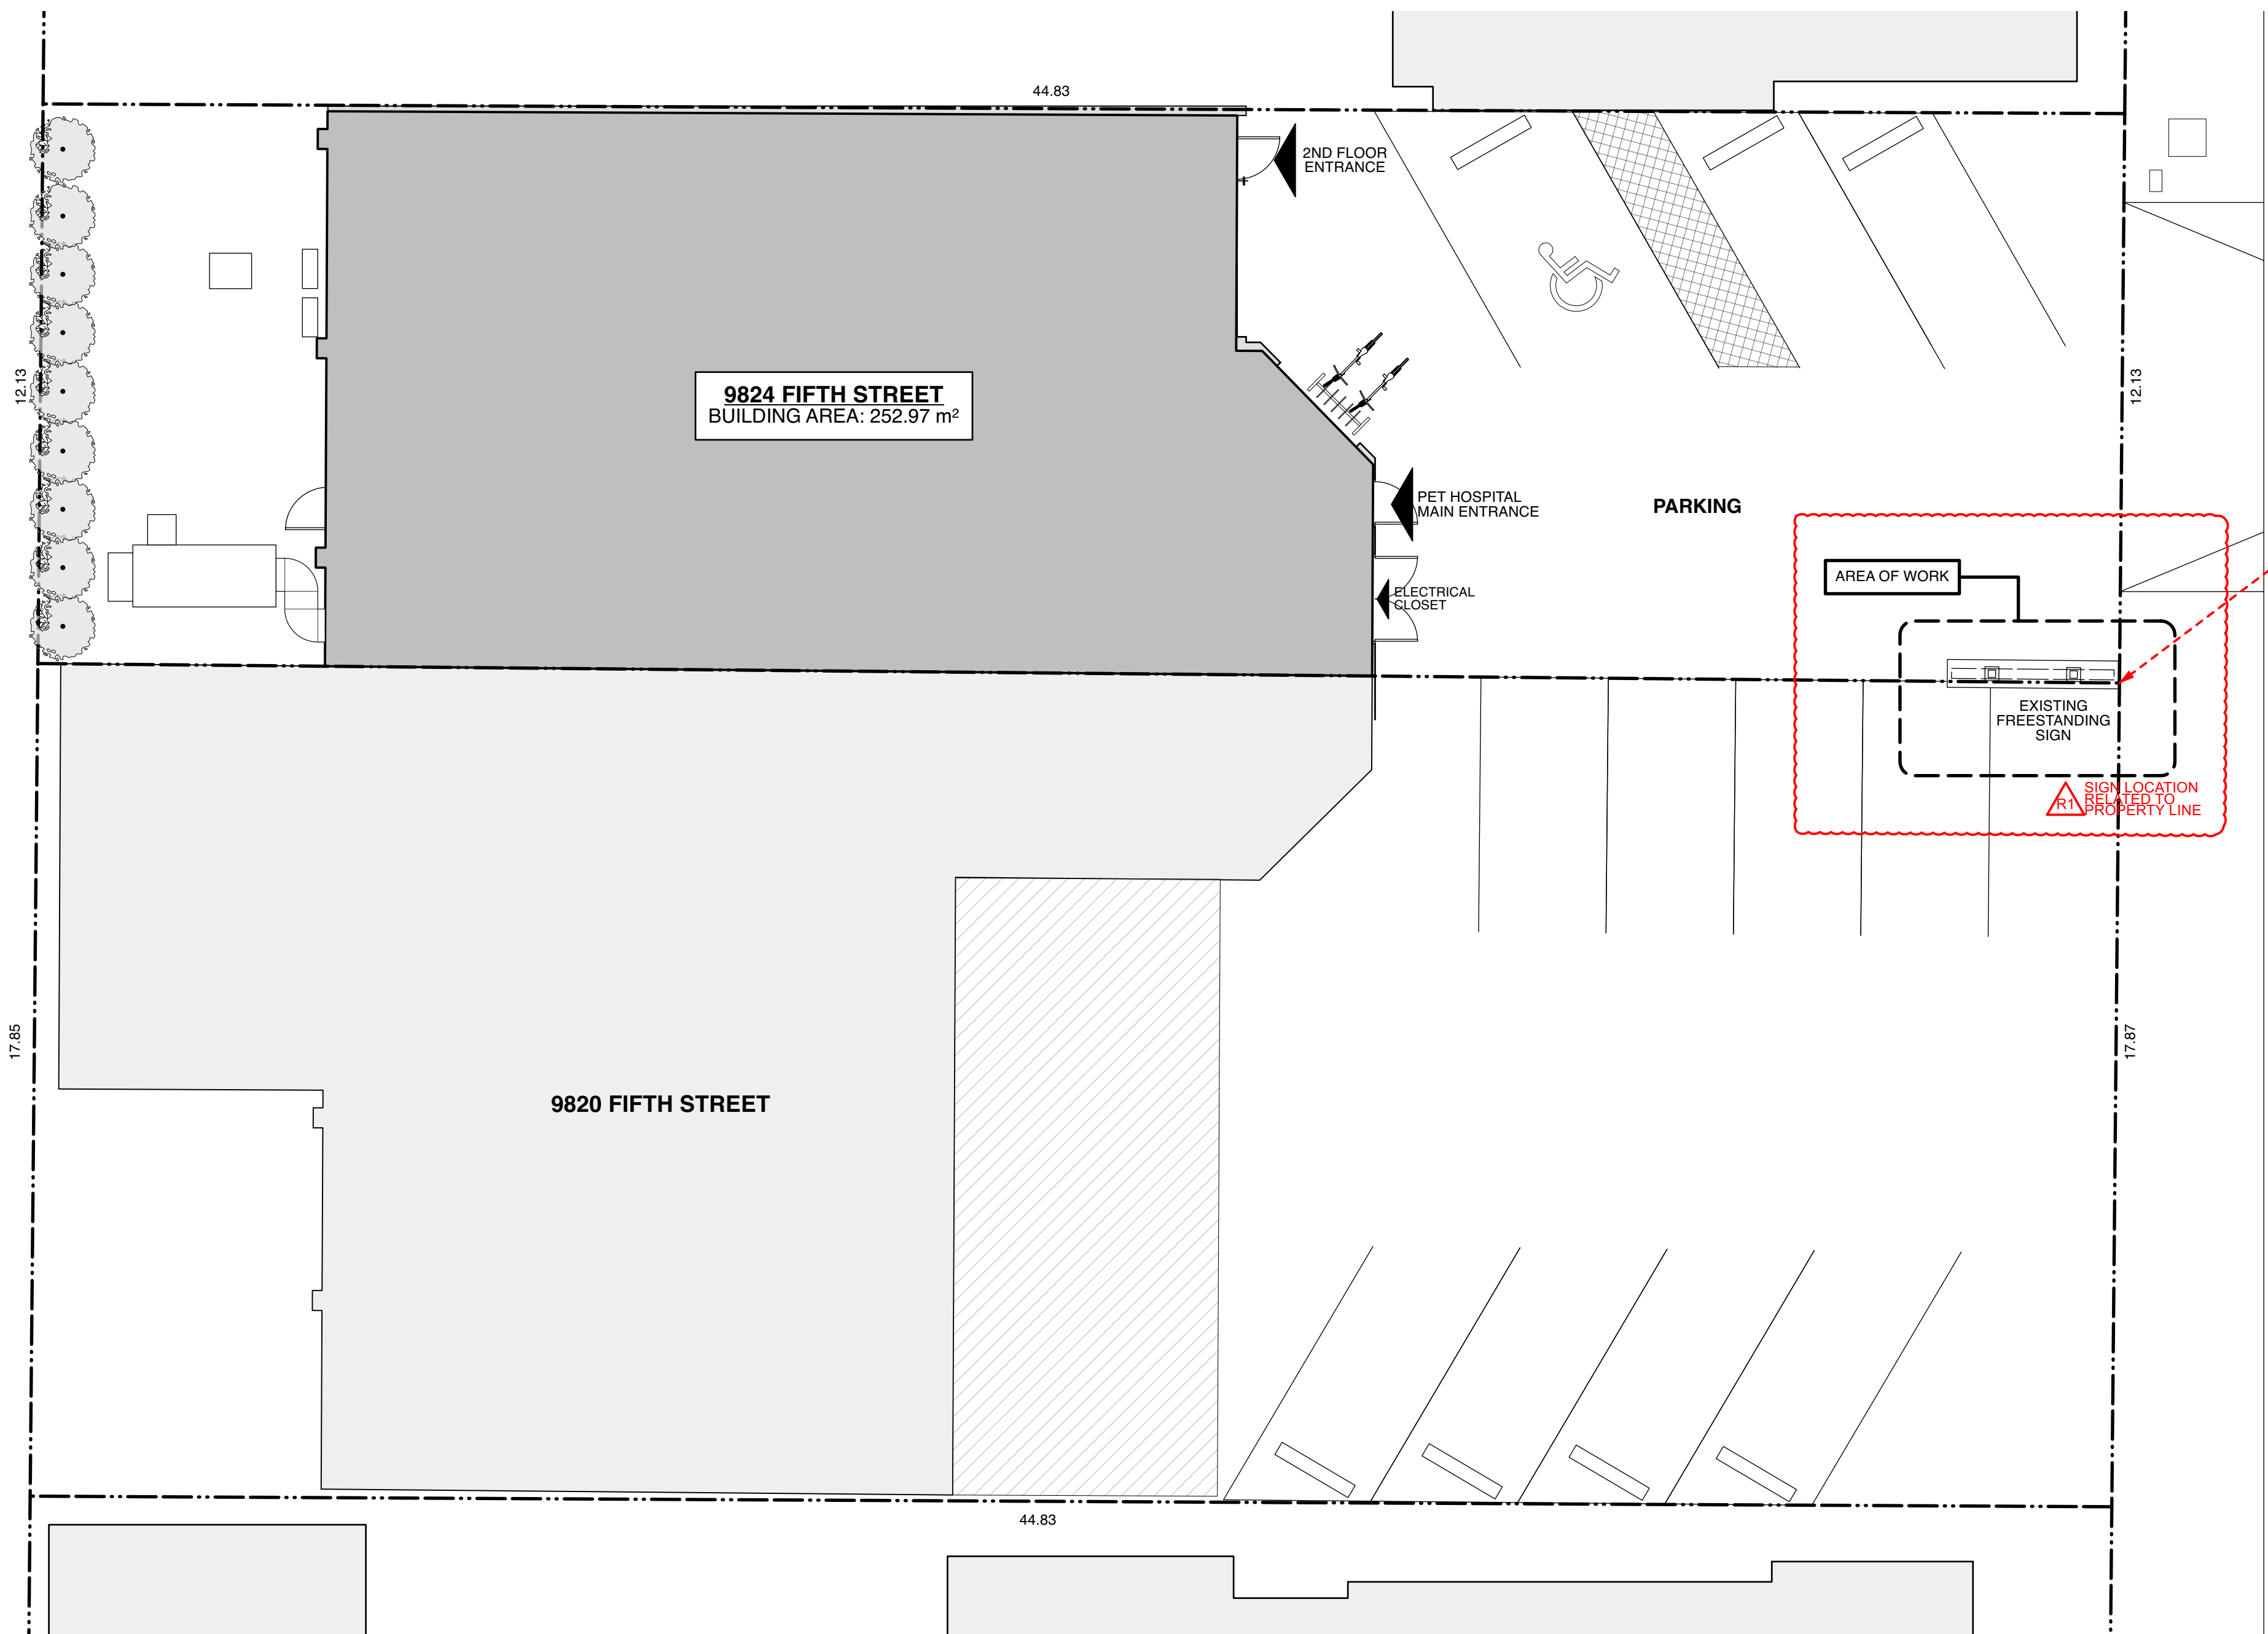 44.83
2ND FLOOR
ENTRANCE
12.13
12.13
9824 FIFTH STREET
BUILDING AREA: 252.97 m²
PET HOSPITAL
MAIN ENTRANCE
PARKING
AREA OF WORK
ELECTRICAL
CLOSET
EXISTING
FREESTANDING
SIGN
R1
SIGN LOCATION
RELATED TO
PROPERTY LINE
17.85
17.87
9820 FIFTH STREET
44.83